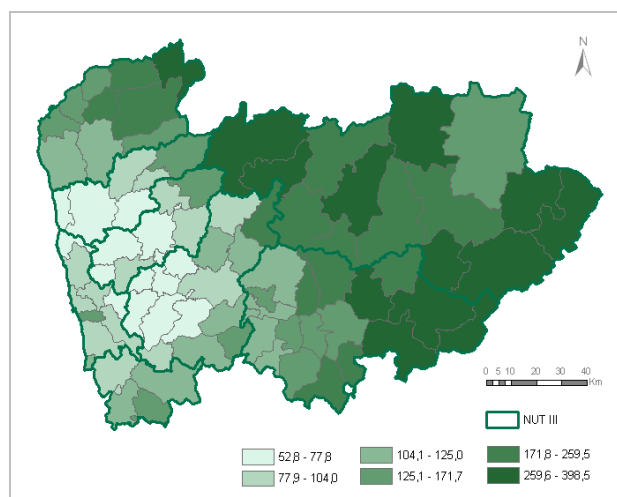 N
0 5 10 20 30 40
Km
NUT III
52,8 - 77,8
77,9 - 104,0
104,1 - 125,0
125,1 - 171,7
171,8 - 259,5
259,6 - 398,5